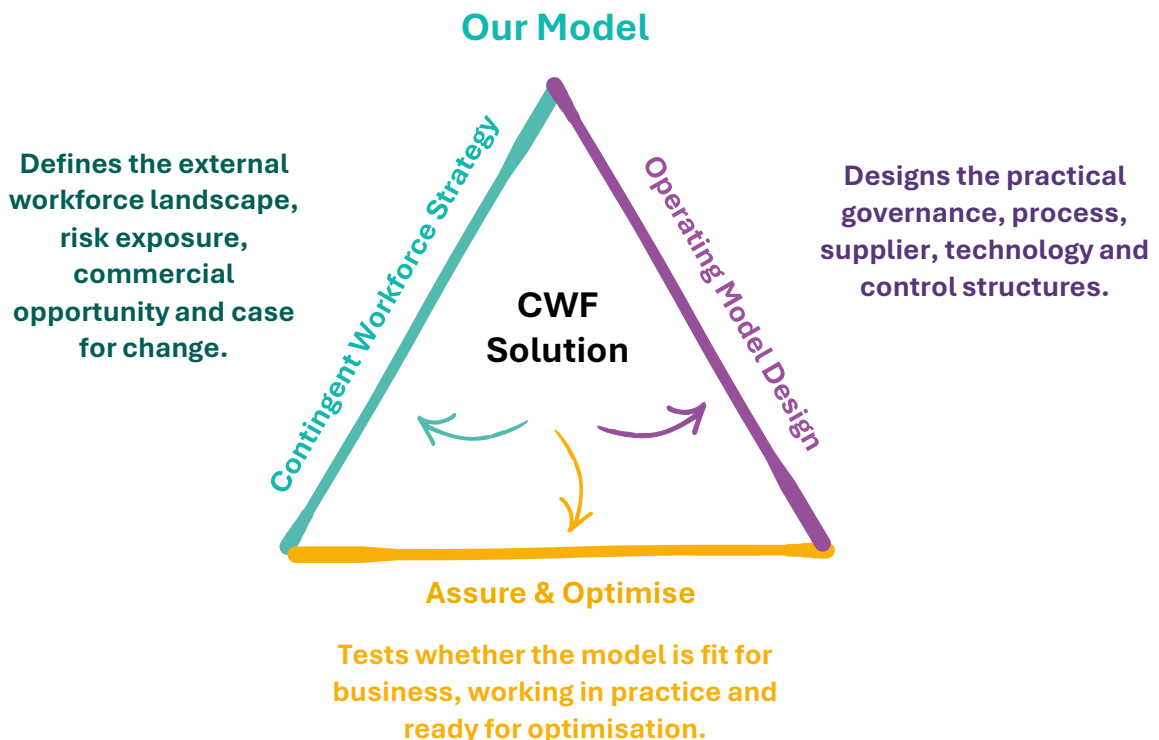 Our Model
Defines the external
workforce landscape,
risk exposure,
commercial
opportunity and case
for change.
Contingent Workforce Strategy
CWF
Solution
Operating Model Design
Designs the practical
governance, process,
supplier, technology and
control structures.
Assure & Optimise
Tests whether the model is fit for
business, working in practice and
ready for optimisation.